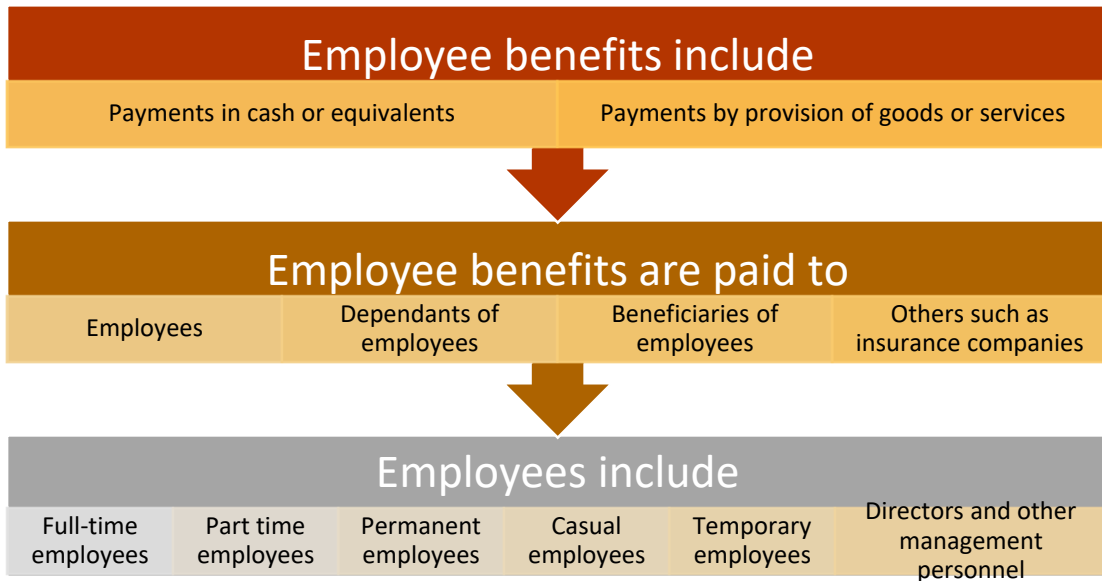 Employee benefits include
Payments in cash or equivalents
Payments by provision of goods or services
Employee benefits are paid to
Employees
Dependants of
employees
Beneficiaries of
employees
Others such as
insurance companies
Employees include
Full-time
employees
Part time
employees
Permanent
employees
Casual
employees
Temporary
employees
Directors and other
management
personnel